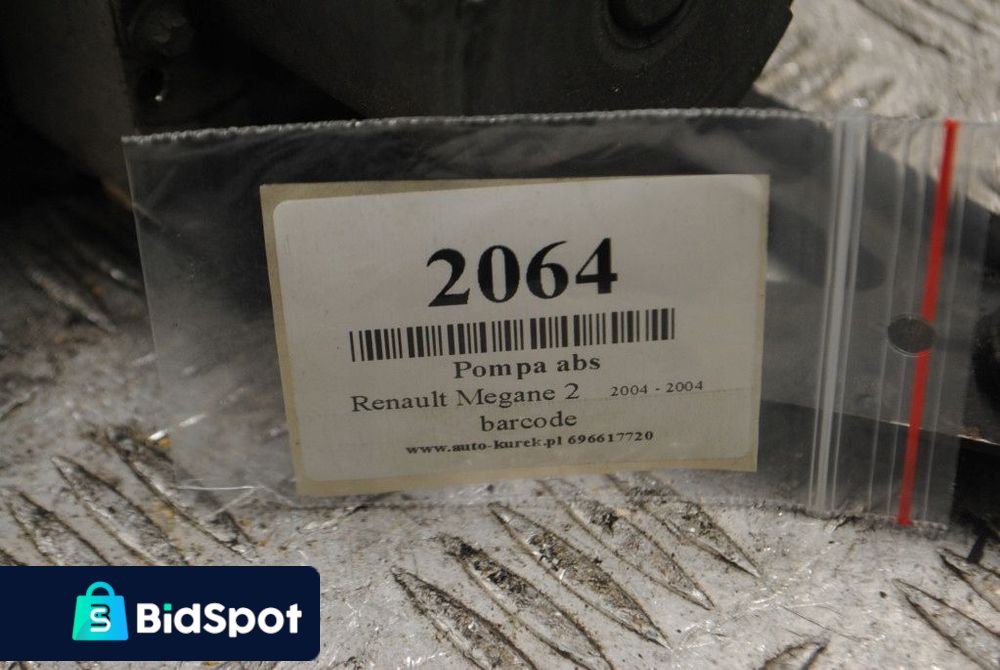 2064
Pompa abs
Renault Megane 2 2004 - 2004
barcode
www.auto-kurek.pl 696617720
BidSpot